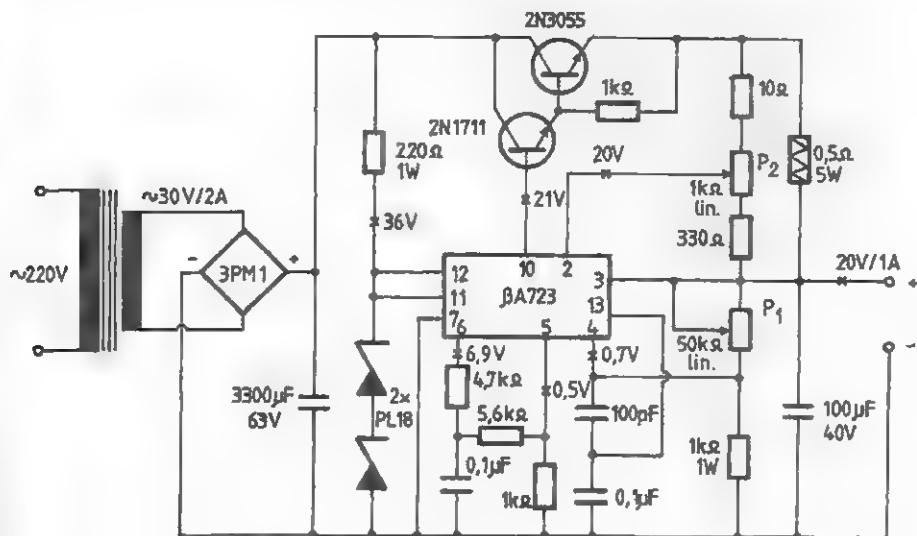 2N3055
1kΩ
10Ω
2N1711
220Ω
1W
20V
P2
1kΩ
lin.
0,5Ω
5W
~30V/2A
36V
21V
330Ω
~220V
-
3PM1
+
12
11
7
6
10
2
βA723
5
3
13
4
20V/1A
+
P1
50kΩ
lin.
-
6,9V
4,7kΩ
0,5V
0,7V
3300µF
63V
2x
PL18
5,6kΩ
100pF
1kΩ
1W
100µF
40V
0,1µF
1kΩ
0,1µF